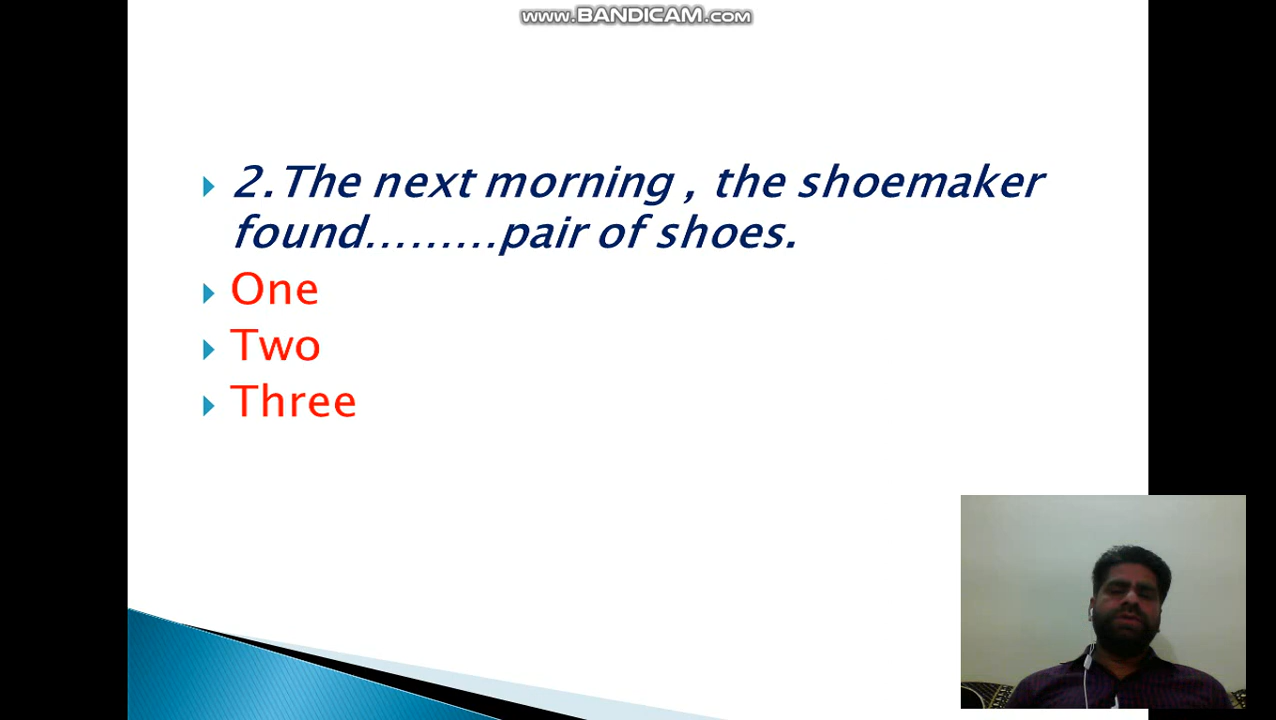 www.BANDICAM.com
2.The next morning , the shoemaker
found.........pair of shoes.
One
Two
Three